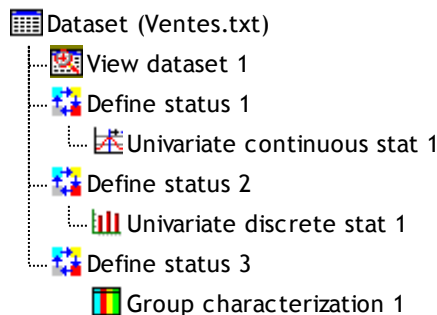 Dataset (Ventes.txt)
View dataset 1
Define status 1
Univariate continuous stat 1
Define status 2
Univariate discrete stat 1
Define status 3
Group characterization 1